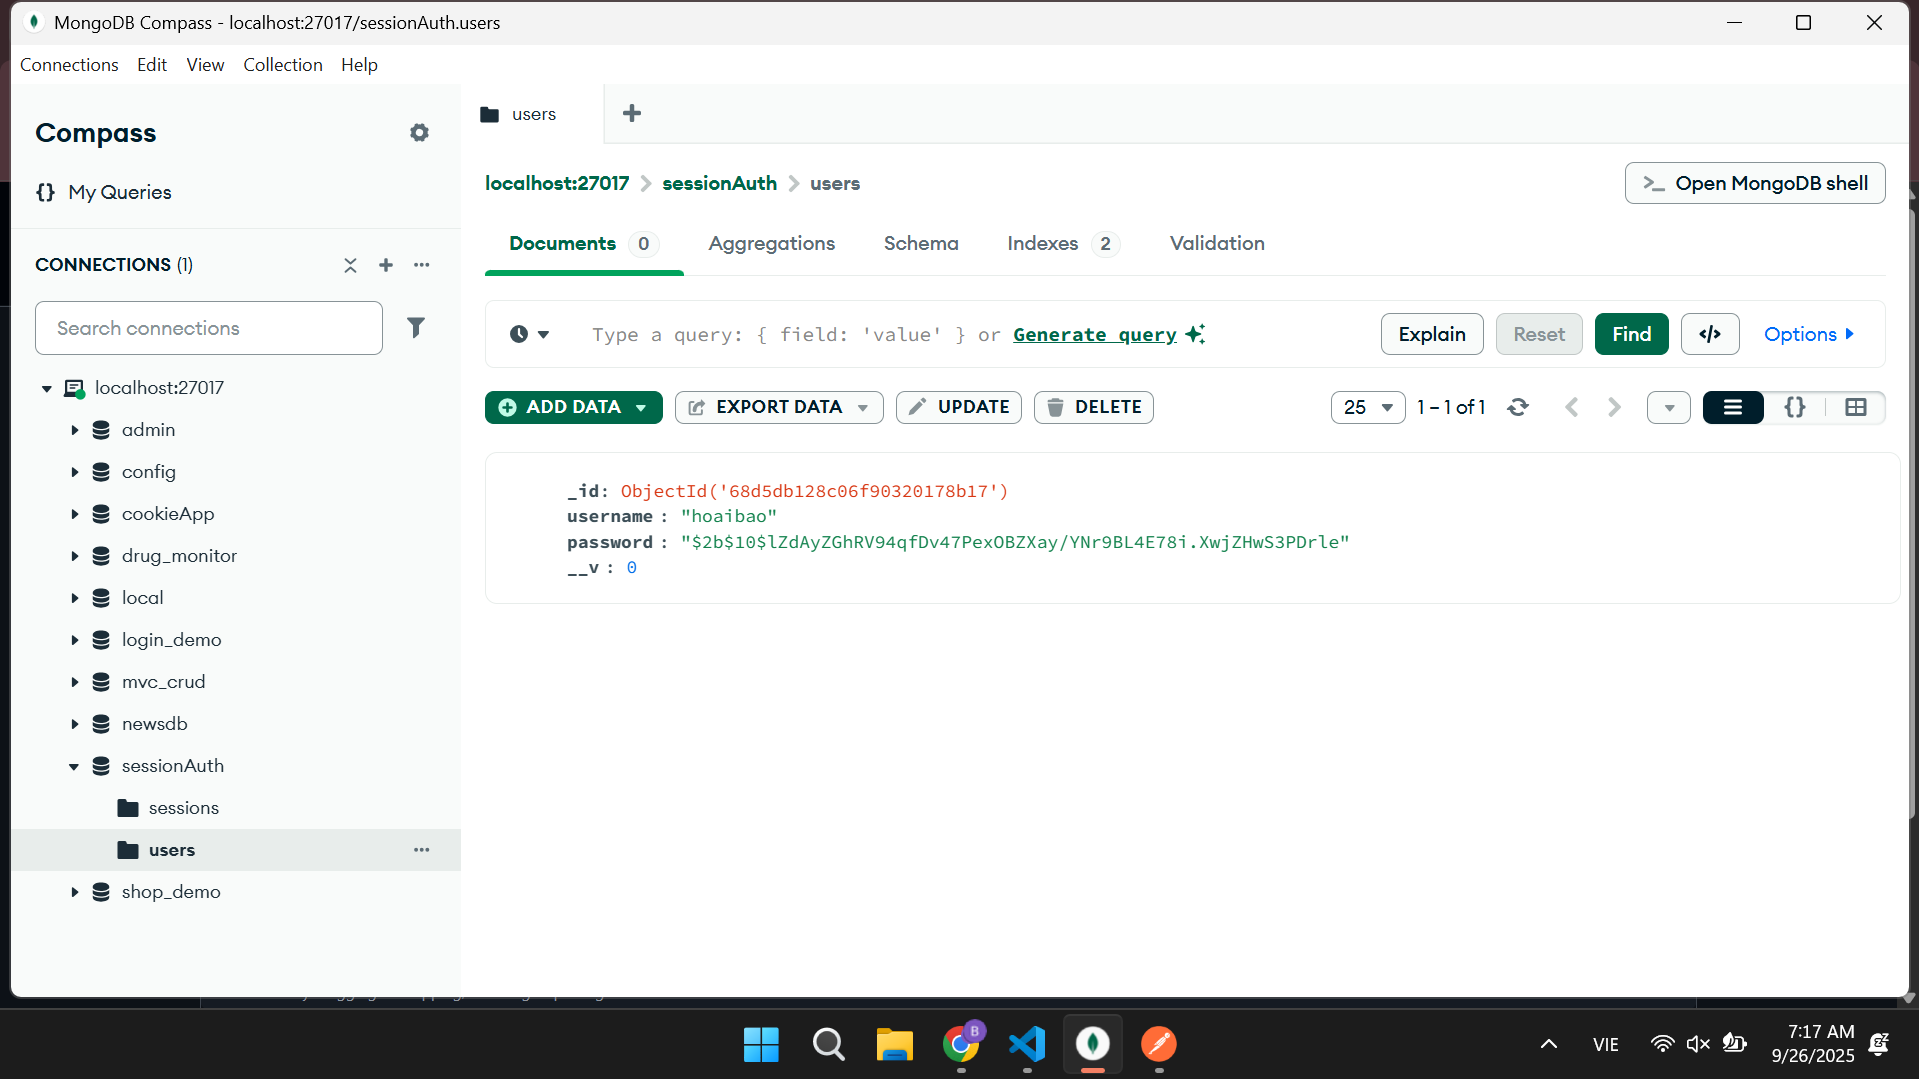 MongoDB Compass - localhost:27017/sessionAuth.users
Connections Edit View Collection Help
Compass
{} My Queries
CONNECTIONS (1)
Search connections
localhost:27017
admin
config
cookieApp
drug_monitor
local
login_demo
mvc_crud
newsdb
sessionAuth
sessions
users
shop_demo
users
localhost:27017 sessionAuth users
>_ Open MongoDB shell
Documents 0 Aggregations Schema Indexes 2 Validation
Type a query: { field: 'value' } or Generate query
Explain Reset Find </> Options
ADD DATA EXPORT DATA UPDATE DELETE
25 1 – 1 of 1 {}
_id: ObjectId('68d5db128c06f90320178b17')
username : "hoaibao"
password : "$2b$10$lZdAyZGhRV94qfDv47PexOBZXay/YNr9BL4E78i.XwjZHwS3PDrle"
__v : 0
B
VIE
7:17 AM
9/26/2025